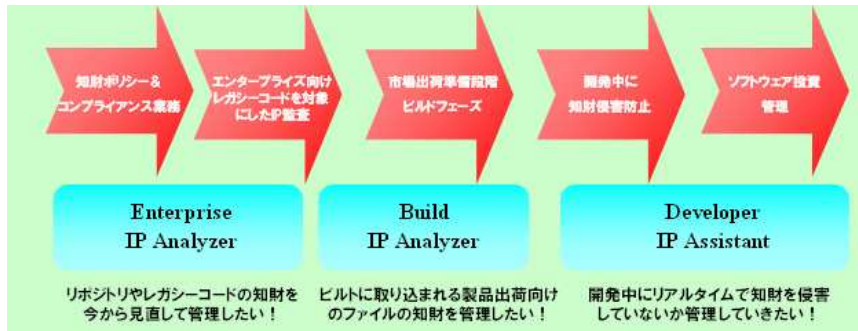 知財ポリシー＆
コンプライアンス業務
エンタープライズ向け
レガシーコードを対象
にしたIP監査
市場出荷準備段階
ビルドフェーズ
開発中に
知財侵害防止
ソフトウェア投資
管理
Enterprise
IP Analyzer
Build
IP Analyzer
Developer
IP Assistant
リポジトリやレガシーコードの知財を
今から見直して管理したい！
ビルトに取り込まれる製品出荷向け
のファイルの知財を管理したい！
開発中にリアルタイムで知財を侵害
していないか管理していきたい！